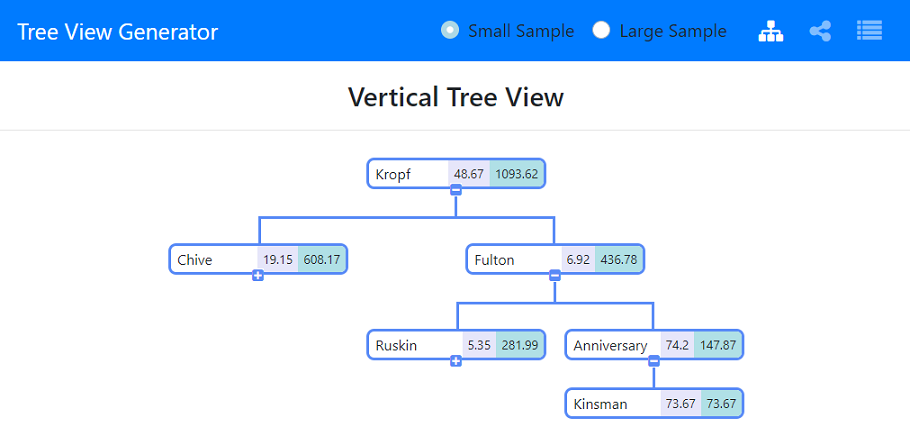 Tree View Generator Small Sample Large Sample
Vertical Tree View
Kropf 48.67 1093.62
Chive 19.15 608.17 Fulton 6.92 436.78
Ruskin 5.35 281.99 Anniversary 74.2 147.87
Kinsman 73.67 73.67